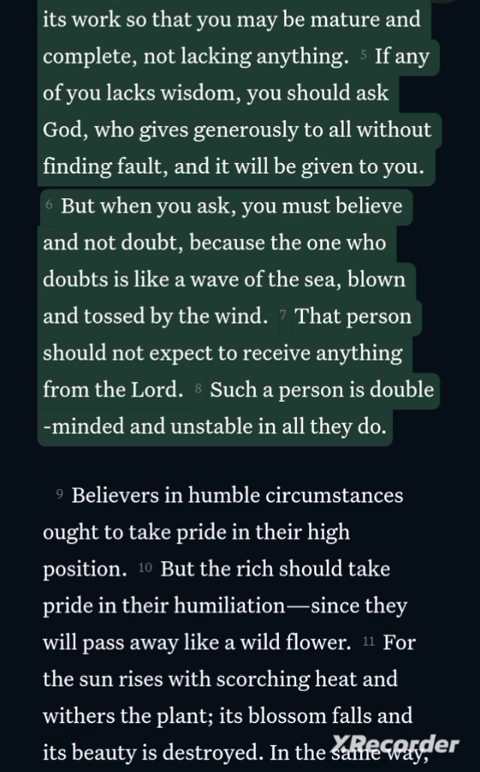 its work so that you may be mature and
complete, not lacking anything. 5 If any
of you lacks wisdom, you should ask
God, who gives generously to all without
finding fault, and it will be given to you.
6 But when you ask, you must believe
and not doubt, because the one who
doubts is like a wave of the sea, blown
and tossed by the wind. 7 That person
should not expect to receive anything
from the Lord. 8 Such a person is double
-minded and unstable in all they do.
9 Believers in humble circumstances
ought to take pride in their high
position. 10 But the rich should take
pride in their humiliation—since they
will pass away like a wild flower. 11 For
the sun rises with scorching heat and
withers the plant; its blossom falls and
its beauty is destroyed. In the same way,
XRecorder